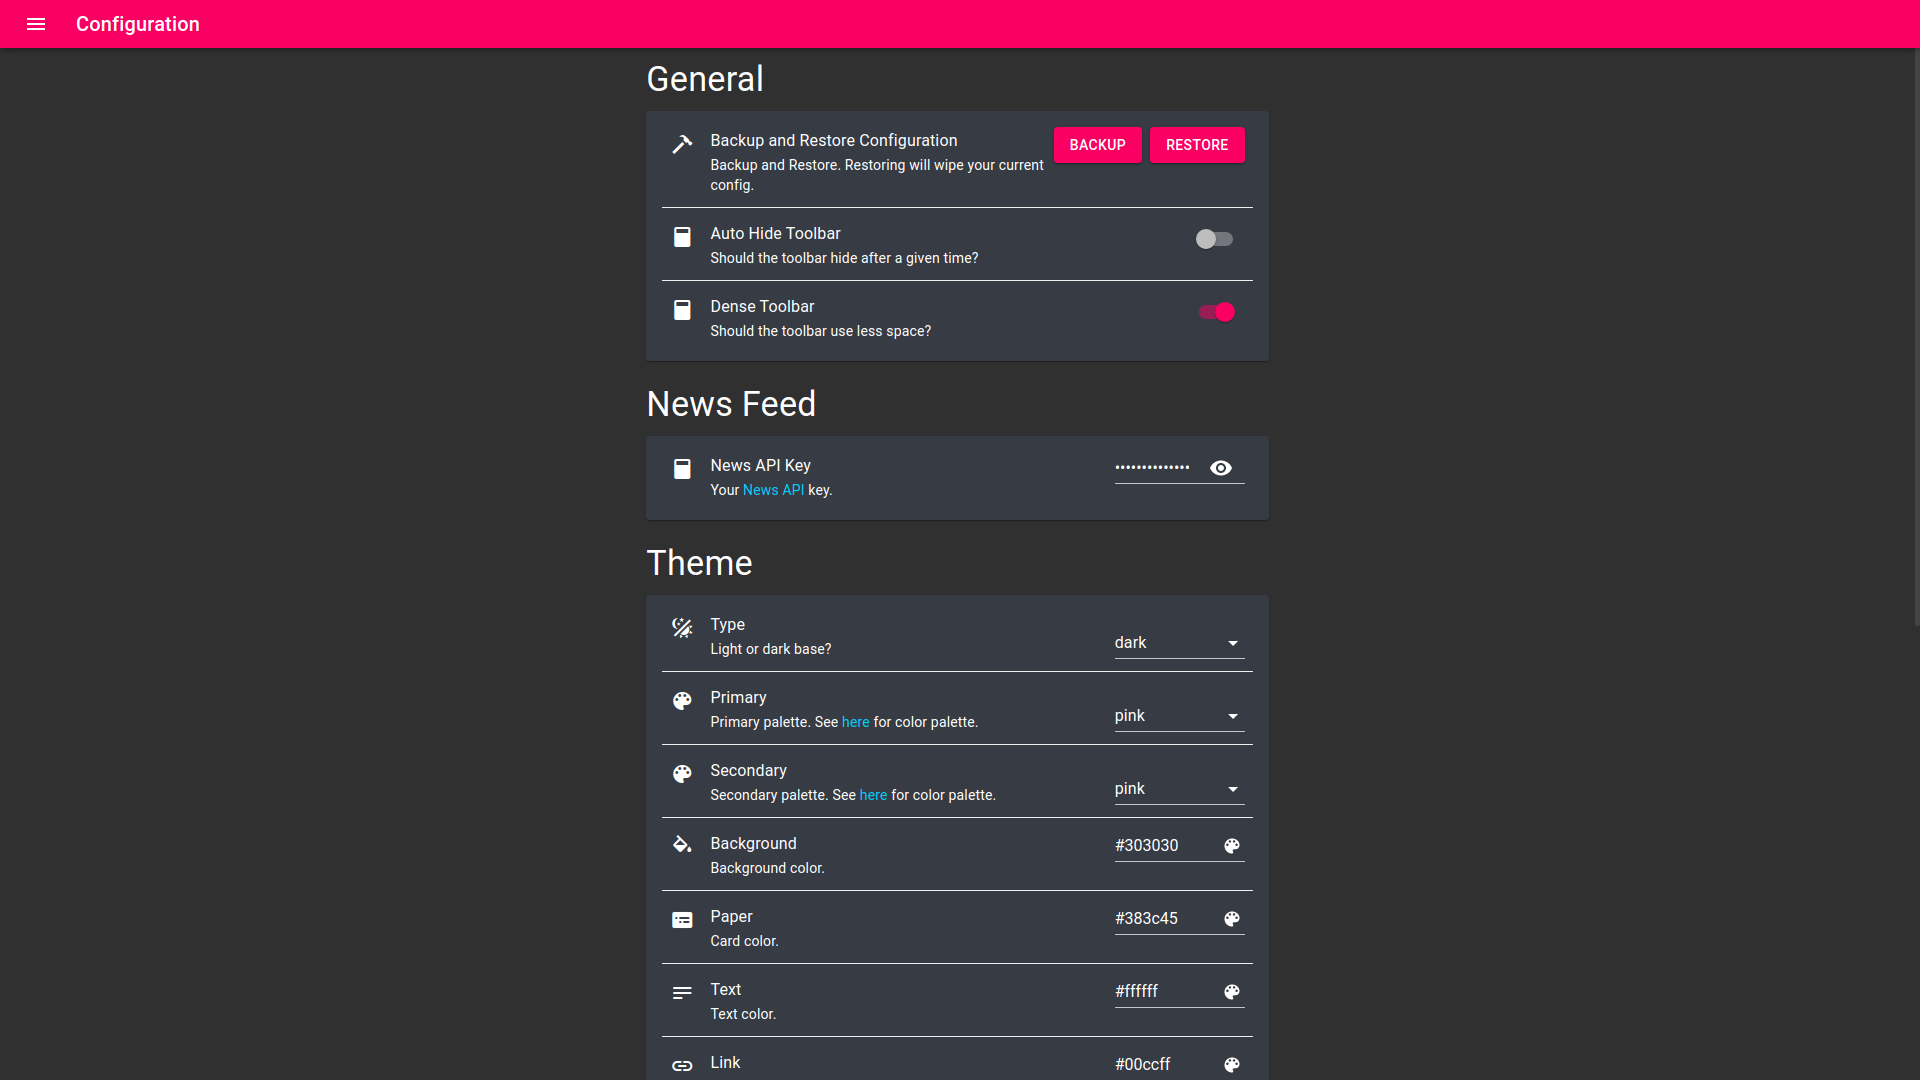 Configuration
General
Backup and Restore Configuration
Backup and Restore. Restoring will wipe your current
config.
BACKUP
RESTORE
Auto Hide Toolbar
Should the toolbar hide after a given time?
Dense Toolbar
Should the toolbar use less space?
News Feed
News API Key
Your News API key.
••••••••••••••
Theme
Type
Light or dark base?
dark
Primary
Primary palette. See here for color palette.
pink
Secondary
Secondary palette. See here for color palette.
pink
Background
Background color.
#303030
Paper
Card color.
#383c45
Text
Text color.
#ffffff
Link
#00ccff